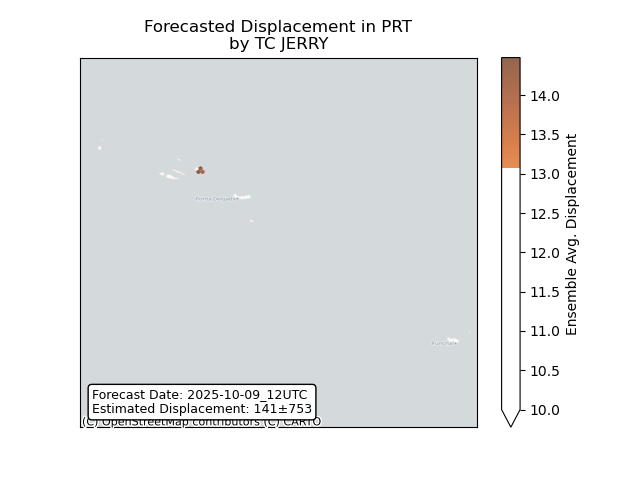 Forecasted Displacement in PRT
by TC JERRY
Ponta Delgada
Funchal
Forecast Date: 2025-10-09_12UTC
Estimated Displacement: 141±753
(C) OpenStreetMap contributors (C) CARTO
14.0
13.5
13.0
12.5
12.0
11.5
11.0
10.5
10.0
Ensemble Avg. Displacement